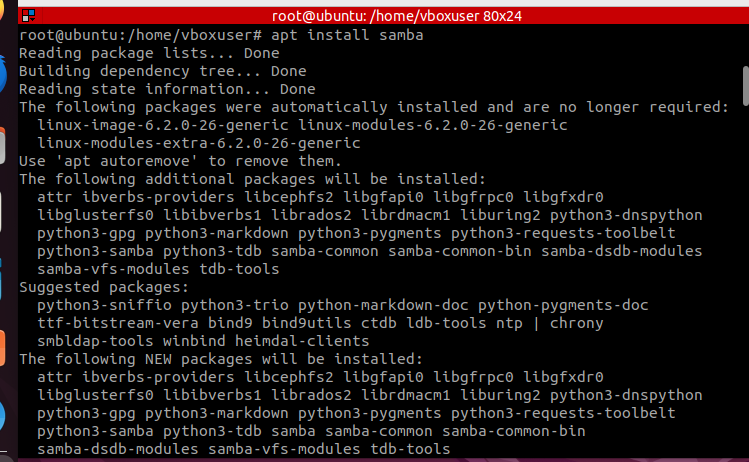 root@ubuntu: /home/vboxuser 80x24
root@ubuntu:/home/vboxuser# apt install samba
Reading package lists... Done
Building dependency tree... Done
Reading state information... Done
The following packages were automatically installed and are no longer required:
  linux-image-6.2.0-26-generic linux-modules-6.2.0-26-generic
  linux-modules-extra-6.2.0-26-generic
Use 'apt autoremove' to remove them.
The following additional packages will be installed:
  attr ibverbs-providers libcephfs2 libgfapi0 libgfrpc0 libgfxdr0
  libglusterfs0 libibverbs1 librados2 librdmacm1 liburing2 python3-dnspython
  python3-gpg python3-markdown python3-pygments python3-requests-toolbelt
  python3-samba python3-tdb samba-common samba-common-bin samba-dsdb-modules
  samba-vfs-modules tdb-tools
Suggested packages:
  python3-sniffio python3-trio python-markdown-doc python-pygments-doc
  ttf-bitstream-vera bind9 bind9utils ctdb ldb-tools ntp | chrony
  smbldap-tools winbind heimdal-clients
The following NEW packages will be installed:
  attr ibverbs-providers libcephfs2 libgfapi0 libgfrpc0 libgfxdr0
  libglusterfs0 libibverbs1 librados2 librdmacm1 liburing2 python3-dnspython
  python3-gpg python3-markdown python3-pygments python3-requests-toolbelt
  python3-samba python3-tdb samba samba-common samba-common-bin
  samba-dsdb-modules samba-vfs-modules tdb-tools